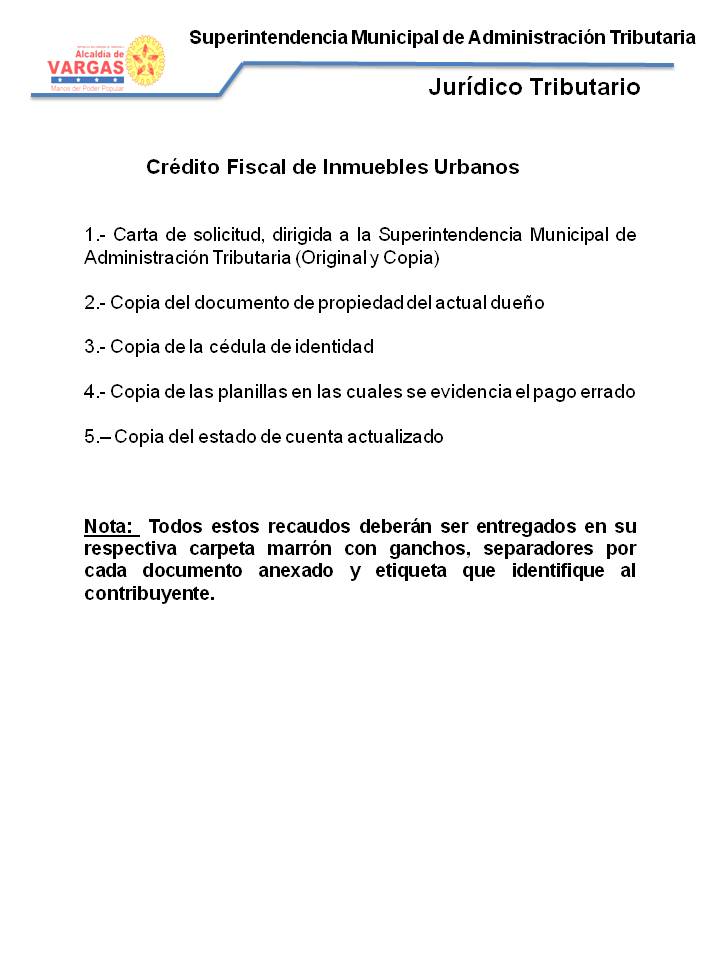 Superintendencia Municipal de Administración Tributaria
Alcaldía de
VARGAS
Manos del Poder Popular
Jurídico Tributario
Crédito Fiscal de Inmuebles Urbanos
1.- Carta de solicitud, dirigida a la Superintendencia Municipal de
Administración Tributaria (Original y Copia)
2.- Copia del documento de propiedad del actual dueño
3.- Copia de la cédula de identidad
4.- Copia de las planillas en las cuales se evidencia el pago errado
5.– Copia del estado de cuenta actualizado
Nota: Todos estos recaudos deberán ser entregados en su
respectiva carpeta marrón con ganchos, separadores por
cada documento anexado y etiqueta que identifique al
contribuyente.